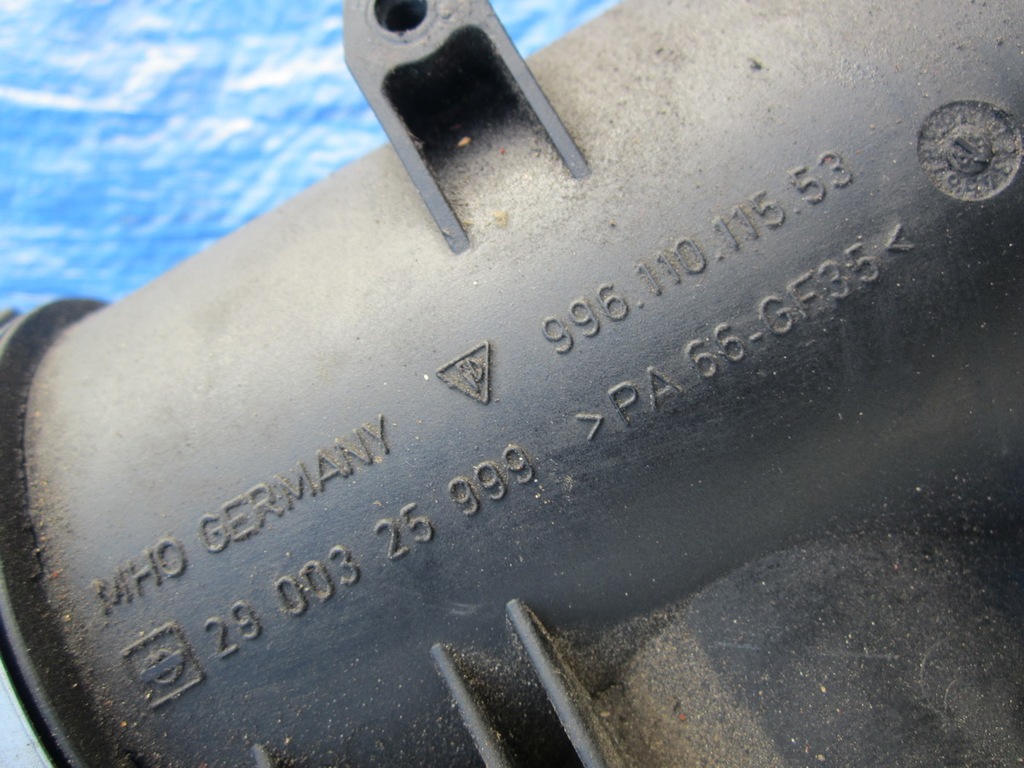 996.110.115.53
MHO GERMANY
>PA 66-GF35<
29 003 25 999